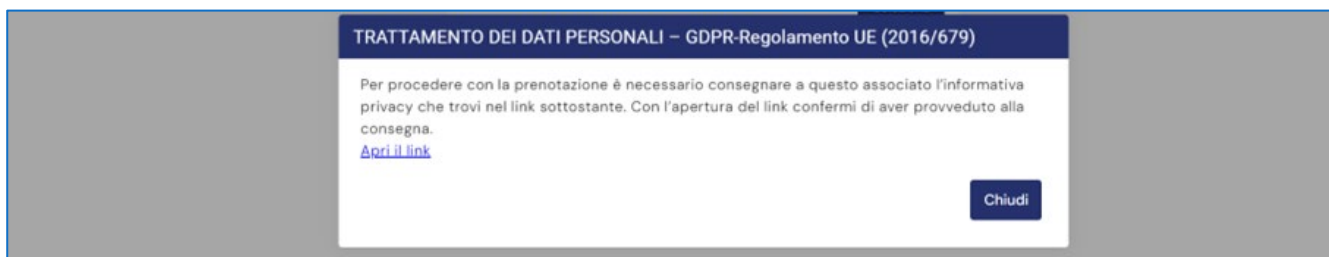 TRATTAMENTO DEI DATI PERSONALI – GDPR-Regolamento UE (2016/679)
Per procedere con la prenotazione è necessario consegnare a questo associato l'informativa
privacy che trovi nel link sottostante. Con l'apertura del link confermi di aver provveduto alla
consegna.
Apri il link
Chiudi